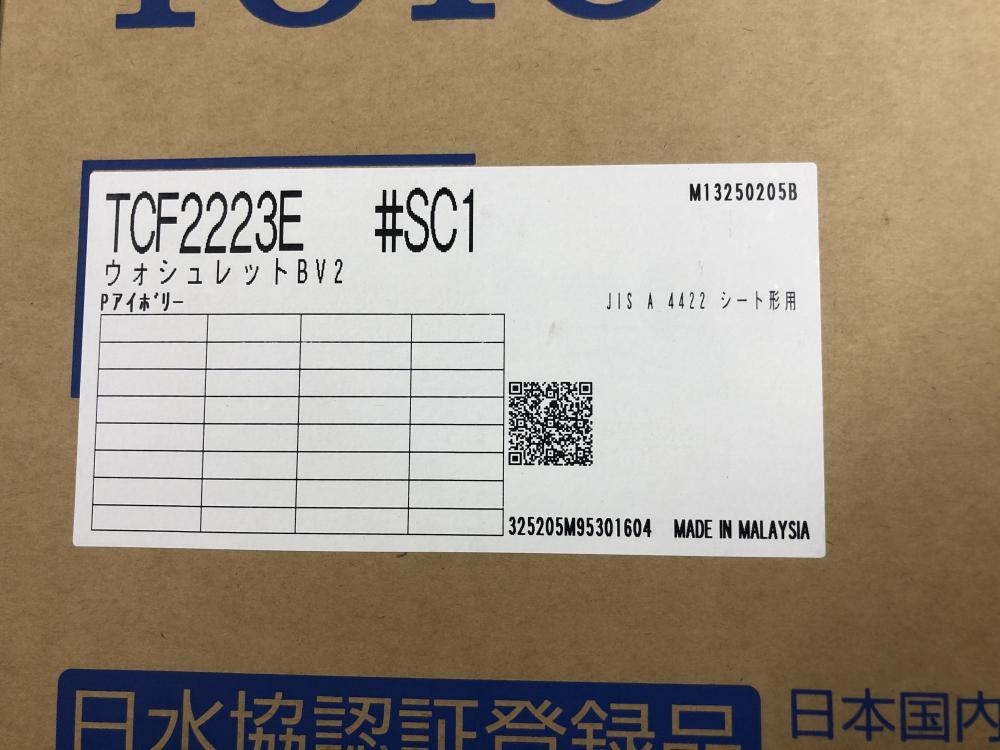 TOTO
TCF2223E #SC1
M13250205B
ウォシュレットBV2
Pアイボリー
JIS A 4422 シート形用
325205M95301604 MADE IN MALAYSIA
日水協認証登録品
日本国内